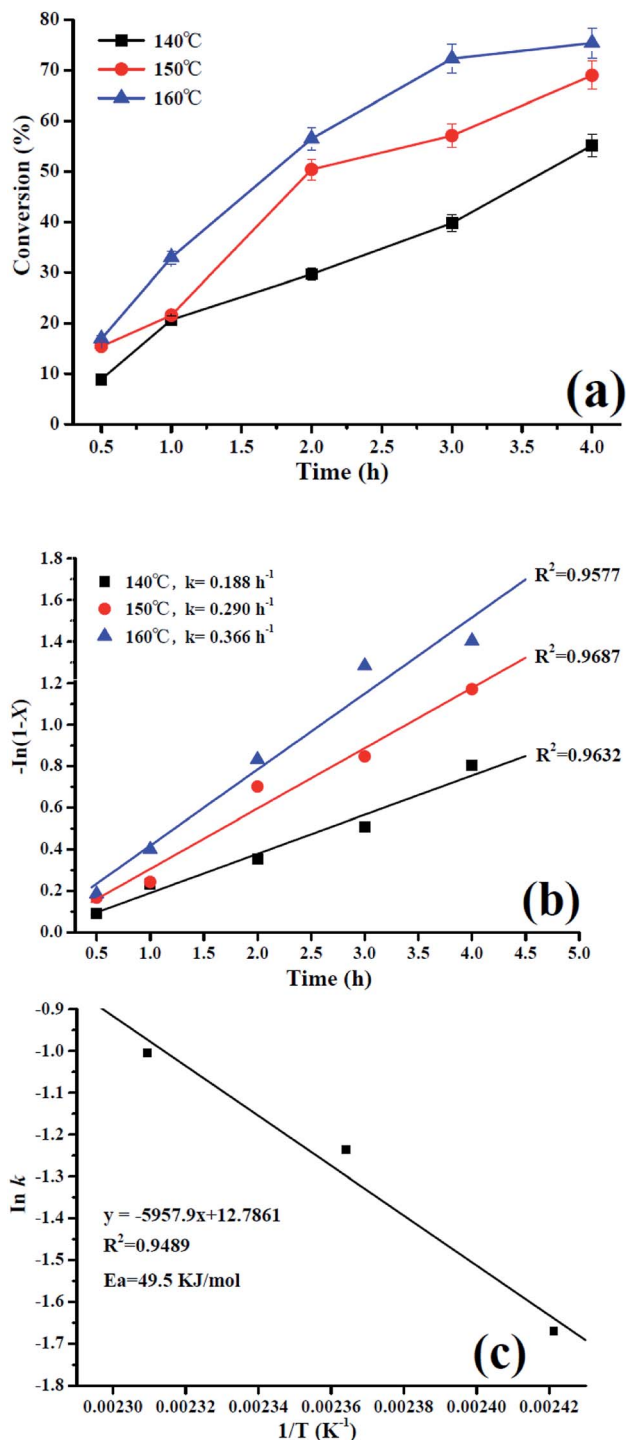 80
70
60
50
40
30
20
10
0
Conversion (%)
140℃
150℃
160℃
(a)
0.5 1.0 1.5 2.0 2.5 3.0 3.5 4.0
Time (h)
1.8
1.6
1.4
1.2
1.0
0.8
0.6
0.4
0.2
0.0
-In(1-X)
140℃, k= 0.188 h-1
150℃, k= 0.290 h-1
160℃, k= 0.366 h-1
R2=0.9577
R2=0.9687
R2=0.9632
(b)
0.5 1.0 1.5 2.0 2.5 3.0 3.5 4.0 4.5 5.0
Time (h)
-0.9
-1.0
-1.1
-1.2
-1.3
-1.4
-1.5
-1.6
-1.7
-1.8
In k
y = -5957.9x+12.7861
R2=0.9489
Ea=49.5 KJ/mol
(c)
0.00230 0.00232 0.00234 0.00236 0.00238 0.00240 0.00242
1/T (K-1)